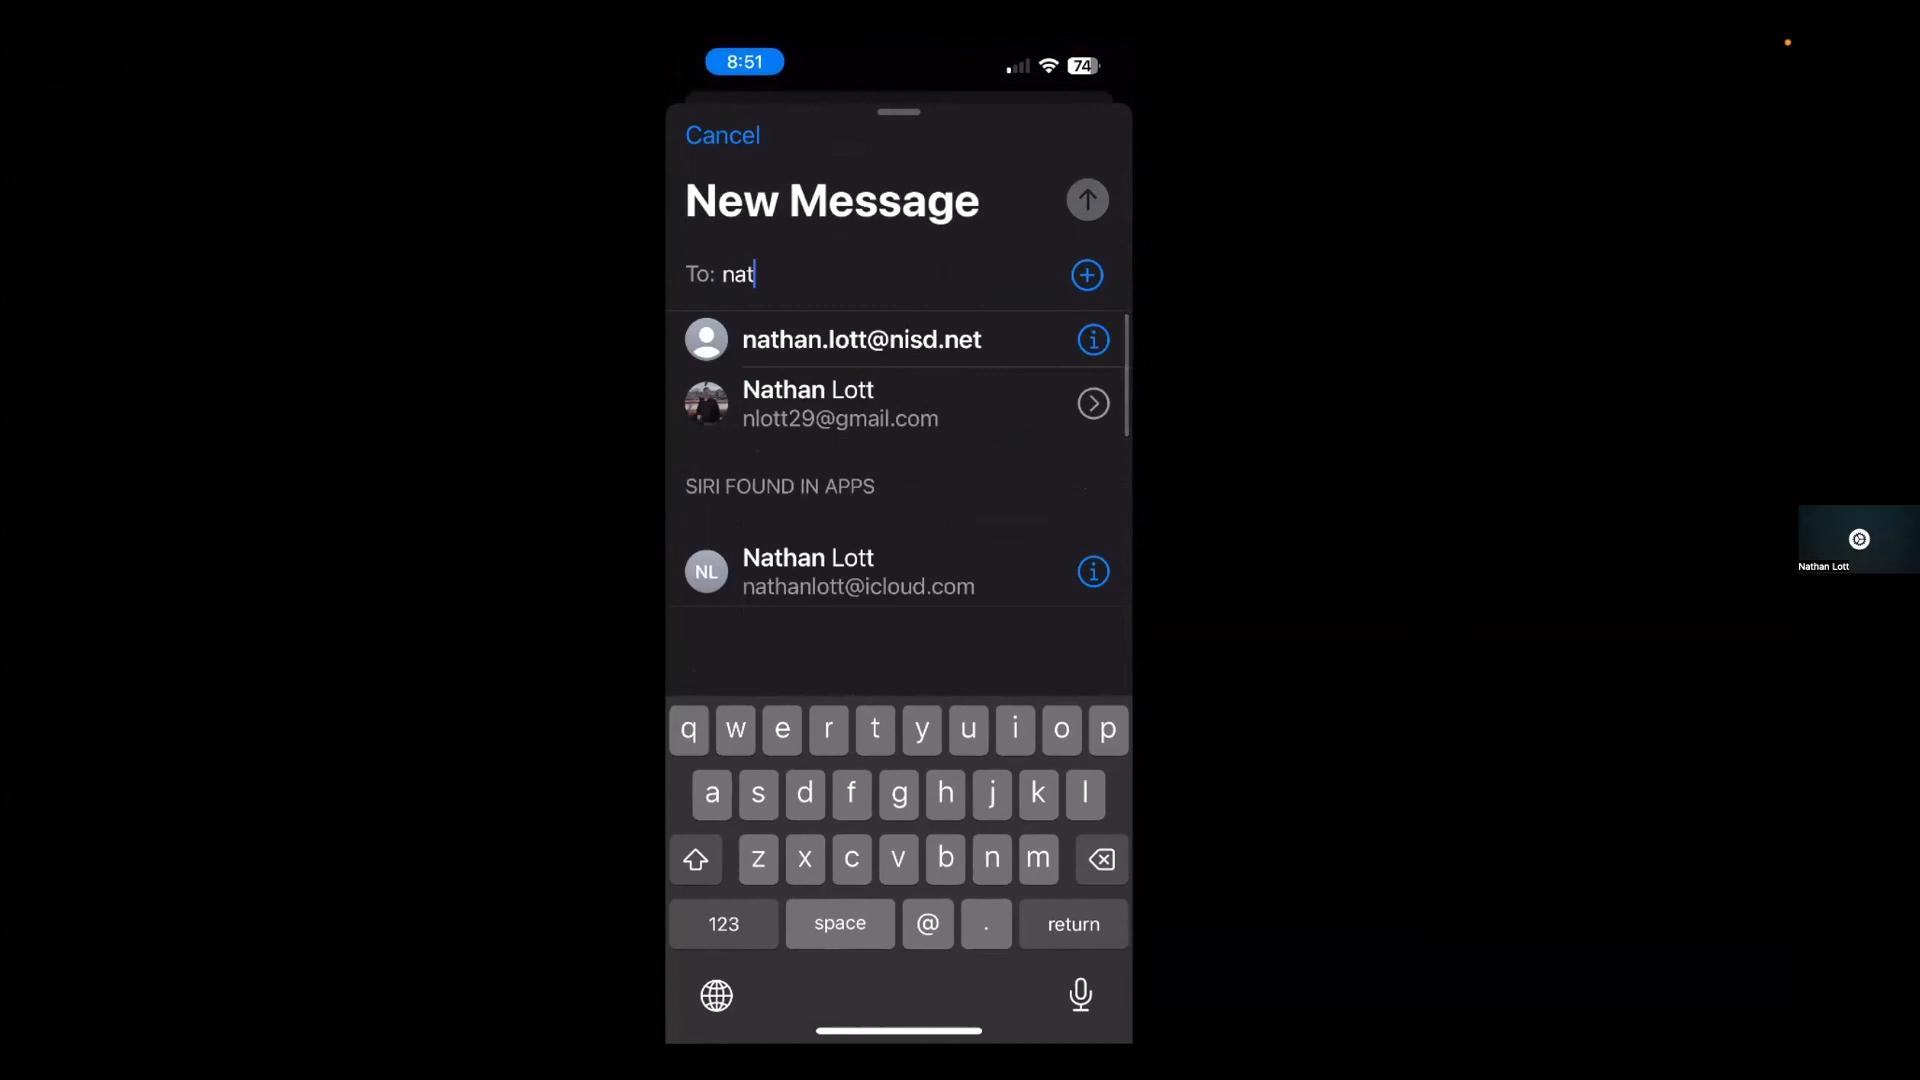 8:51
74
Cancel
New Message
To: nat
nathan.lott@nisd.net
Nathan Lott
nlott29@gmail.com
SIRI FOUND IN APPS
NL
Nathan Lott
nathanlott@icloud.com
Nathan Lott
q w e r t y u i o p
a s d f g h j k l
z x c v b n m
123 space @ . return